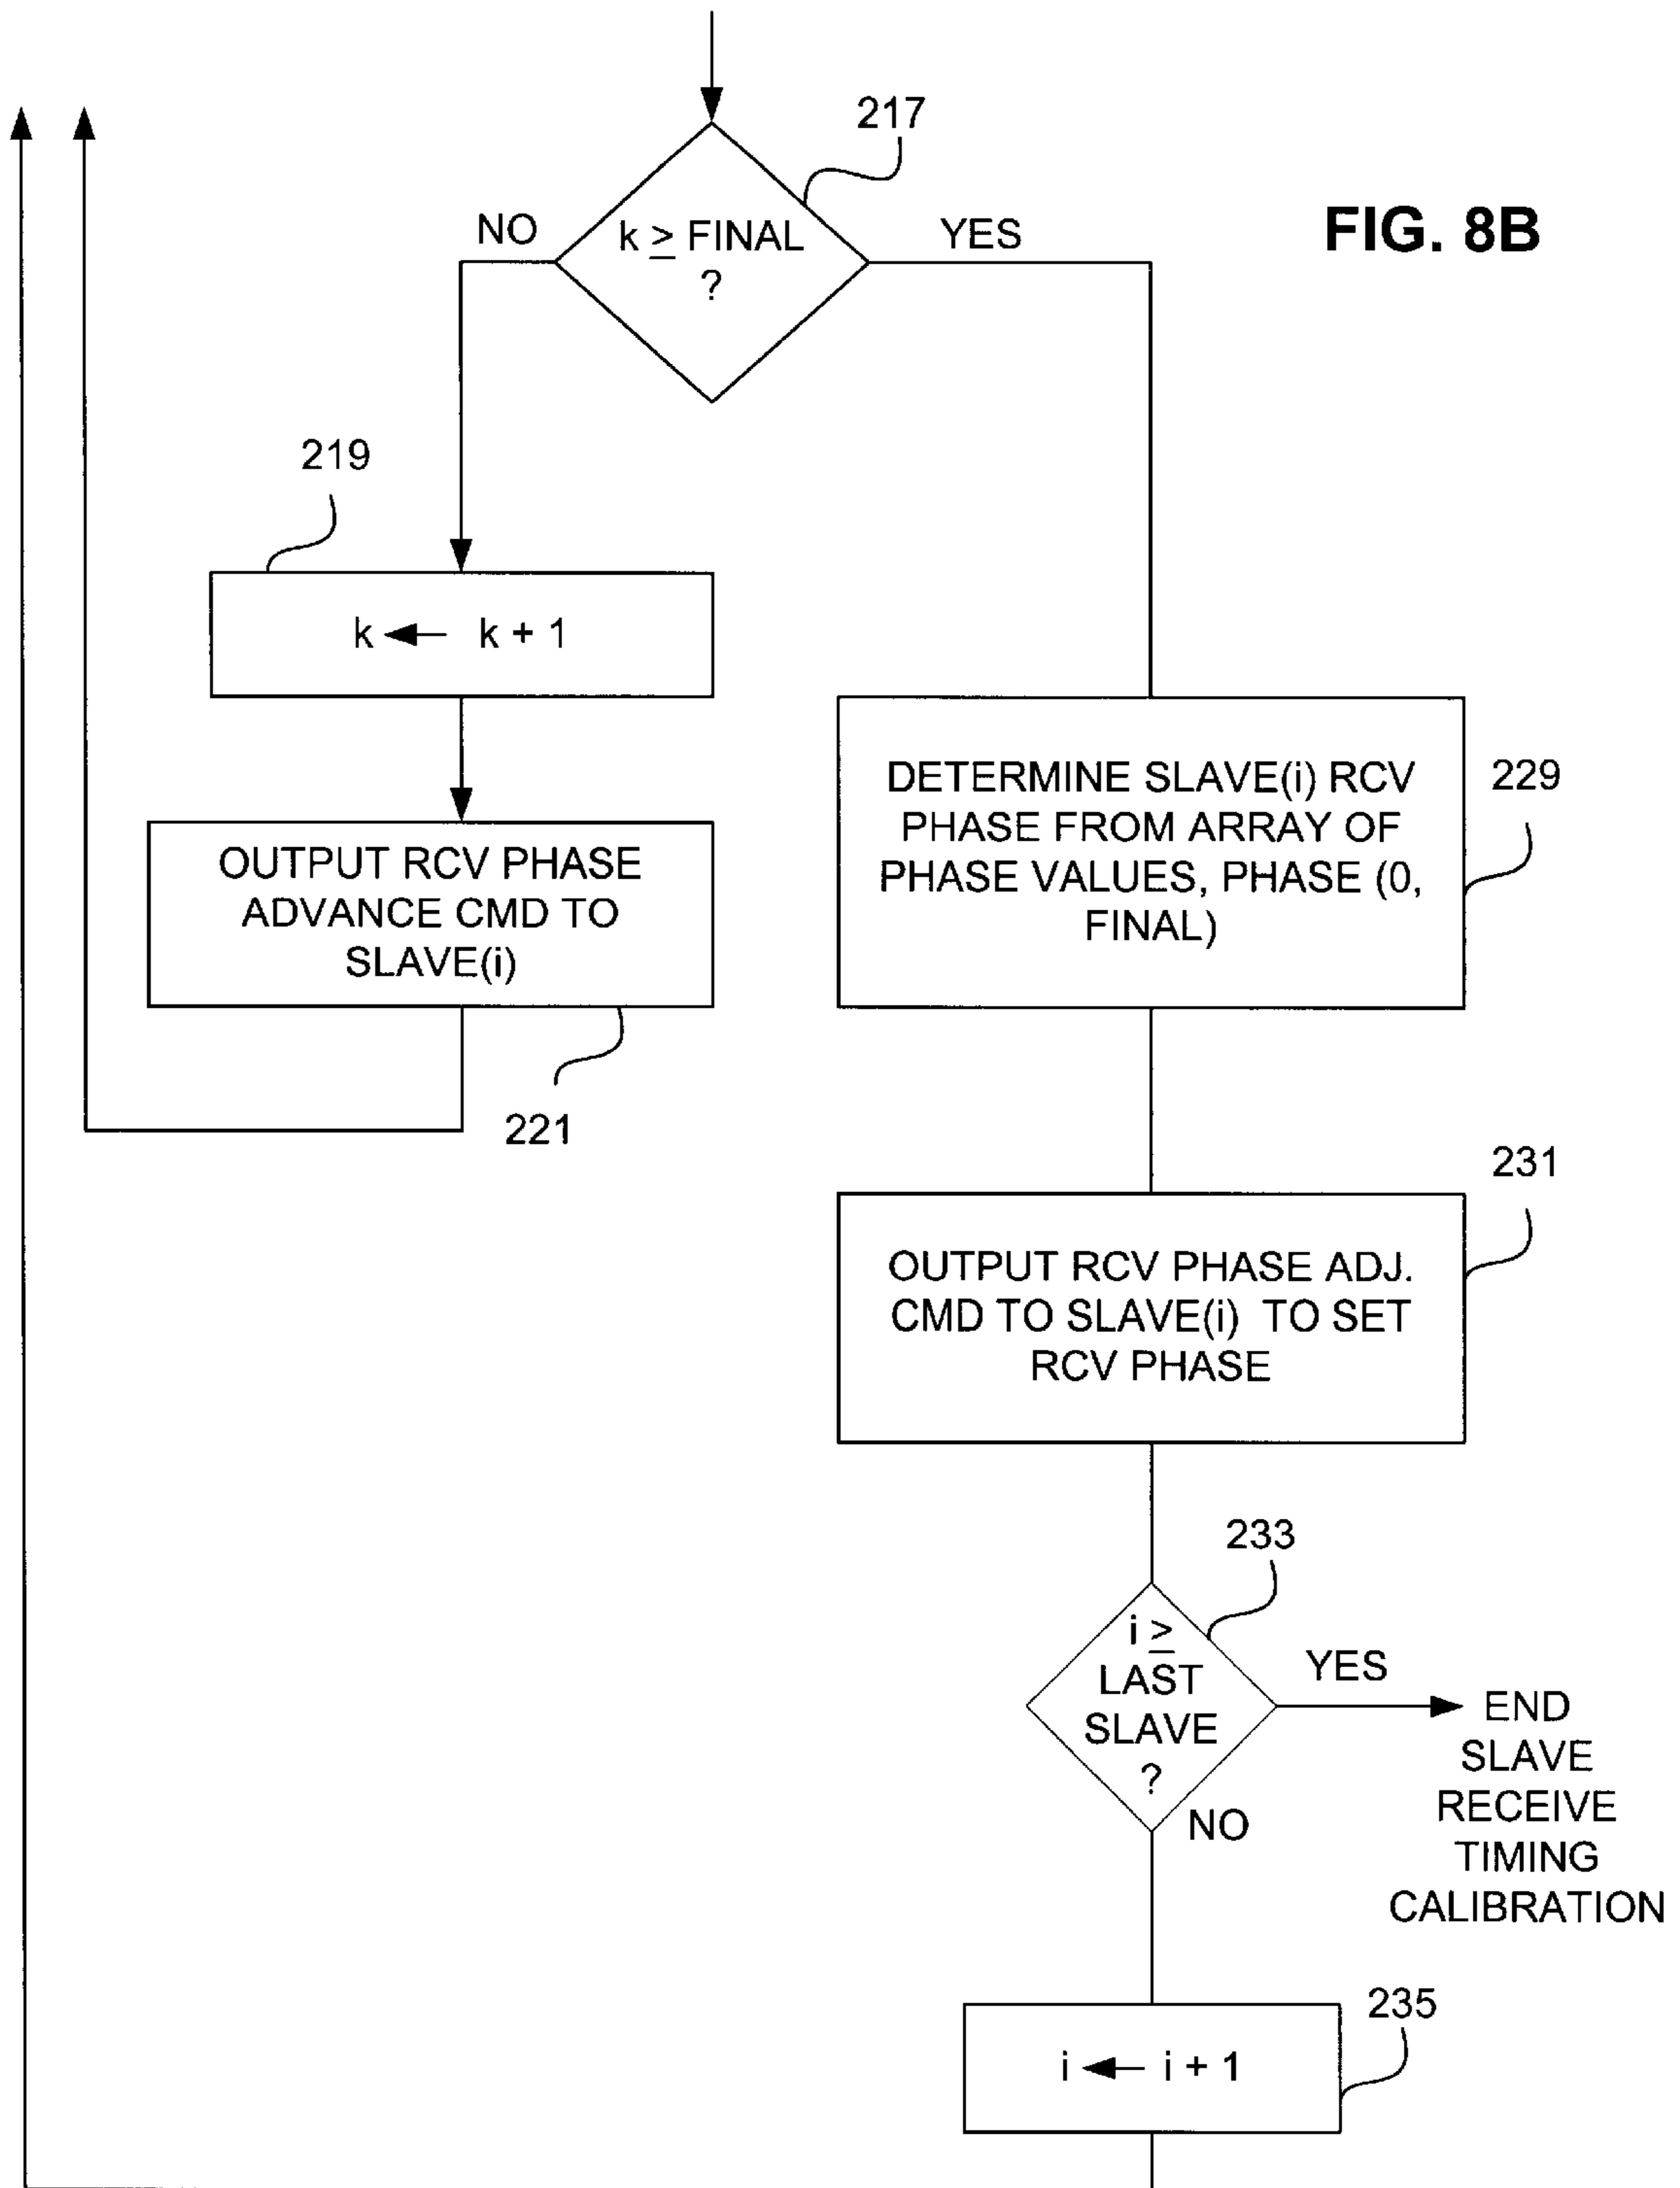 217
FIG. 8B
NO
k ≥ FINAL
?
YES
219
k ← k + 1
OUTPUT RCV PHASE
ADVANCE CMD TO
SLAVE(i)
221
DETERMINE SLAVE(i) RCV
PHASE FROM ARRAY OF
PHASE VALUES, PHASE (0,
FINAL)
229
231
OUTPUT RCV PHASE ADJ.
CMD TO SLAVE(i) TO SET
RCV PHASE
233
i ≥
LAST
SLAVE
?
YES
END
SLAVE
RECEIVE
TIMING
CALIBRATION
NO
235
i ← i + 1